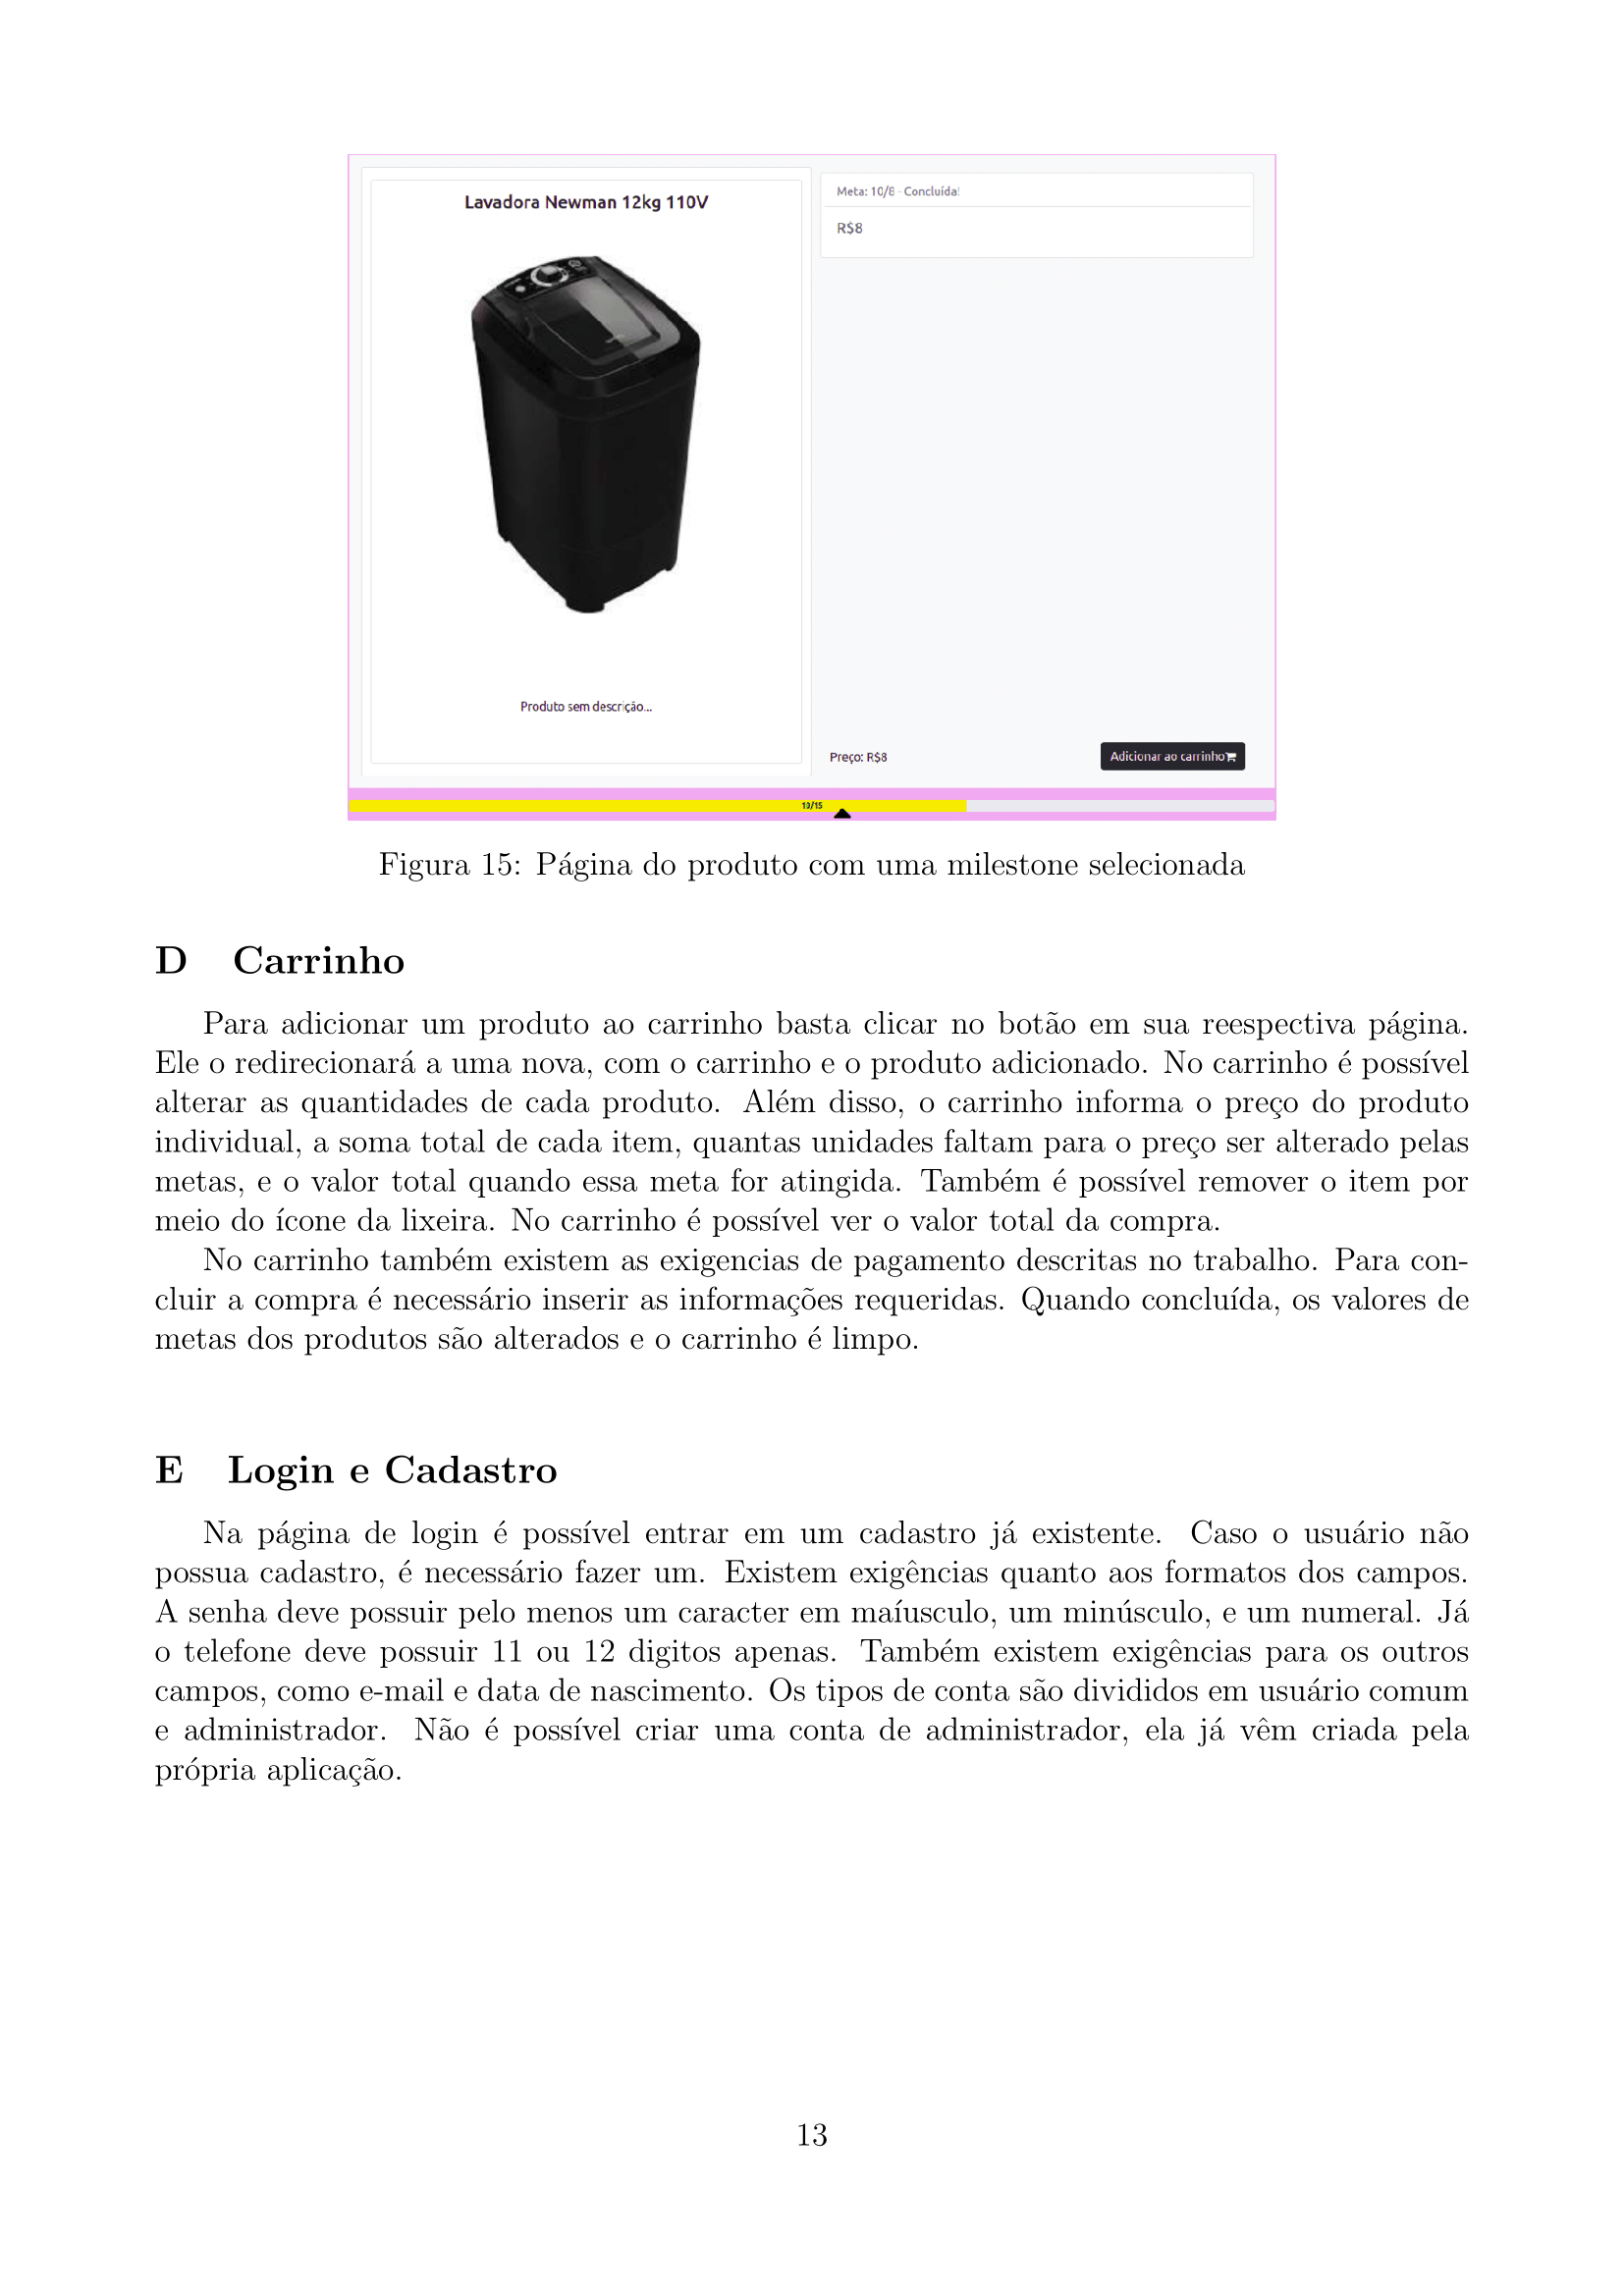 Lavadora Newman 12kg 110V
Produto sem descrição...
Meta: 10/8 - Concluída!
R$8
Preço: R$8
Adicionar ao carrinho
10/15
Figura 15: Página do produto com uma milestone selecionada
D Carrinho
Para adicionar um produto ao carrinho basta clicar no botão em sua reespectiva página.
Ele o redirecionará a uma nova, com o carrinho e o produto adicionado. No carrinho é possível
alterar as quantidades de cada produto. Além disso, o carrinho informa o preço do produto
individual, a soma total de cada item, quantas unidades faltam para o preço ser alterado pelas
metas, e o valor total quando essa meta for atingida. Também é possível remover o item por
meio do ícone da lixeira. No carrinho é possível ver o valor total da compra.
No carrinho também existem as exigencias de pagamento descritas no trabalho. Para con-
cluir a compra é necessário inserir as informações requeridas. Quando concluída, os valores de
metas dos produtos são alterados e o carrinho é limpo.
E Login e Cadastro
Na página de login é possível entrar em um cadastro já existente. Caso o usuário não
possua cadastro, é necessário fazer um. Existem exigências quanto aos formatos dos campos.
A senha deve possuir pelo menos um caracter em maíusculo, um minúsculo, e um numeral. Já
o telefone deve possuir 11 ou 12 digitos apenas. Também existem exigências para os outros
campos, como e-mail e data de nascimento. Os tipos de conta são divididos em usuário comum
e administrador. Não é possível criar uma conta de administrador, ela já vêm criada pela
própria aplicação.
13